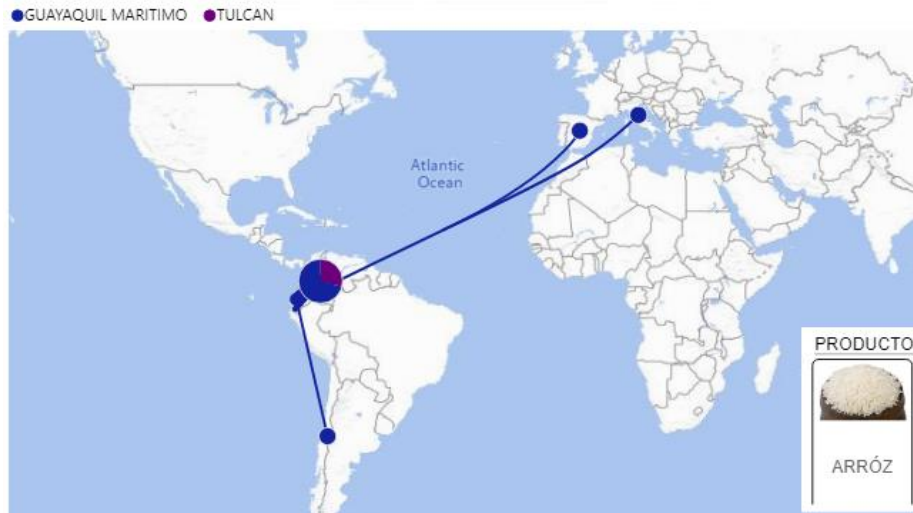 GUAYAQUIL MARITIMO TULCAN
Atlantic
Ocean
PRODUCTO
ARRÓZ